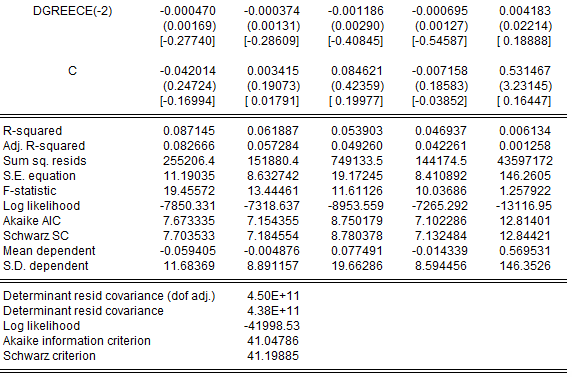 DGREECE(-2) -0.000470 -0.000374 -0.001186 -0.000695 0.004183
(0.00169) (0.00131) (0.00290) (0.00127) (0.02214)
[-0.27740] [-0.28609] [-0.40845] [-0.54587] [ 0.18888]
C -0.042014 0.003415 0.084621 -0.007158 0.531467
(0.24724) (0.19073) (0.42359) (0.18583) (3.23145)
[-0.16994] [ 0.01791] [ 0.19977] [-0.03852] [ 0.16447]
R-squared 0.087145 0.061887 0.053903 0.046937 0.006134
Adj. R-squared 0.082666 0.057284 0.049260 0.042261 0.001258
Sum sq. resids 255206.4 151880.4 749133.5 144174.5 43597172
S.E. equation 11.19035 8.632742 19.17245 8.410892 146.2605
F-statistic 19.45572 13.44461 11.61126 10.03686 1.257922
Log likelihood -7850.331 -7318.637 -8953.559 -7265.292 -13116.95
Akaike AIC 7.673335 7.154355 8.750179 7.102286 12.81401
Schwarz SC 7.703533 7.184554 8.780378 7.132484 12.84421
Mean dependent -0.059405 -0.004876 0.077491 -0.014339 0.569531
S.D. dependent 11.68369 8.891157 19.66286 8.594456 146.3526
Determinant resid covariance (dof adj.) 4.50E+11
Determinant resid covariance 4.38E+11
Log likelihood -41998.53
Akaike information criterion 41.04786
Schwarz criterion 41.19885